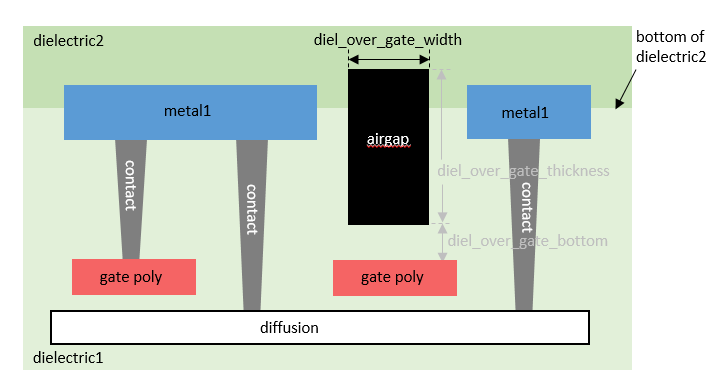 dielectric2
diel_over_gate_width
bottom of
dielectric2
metal1
airgap
metal1
diel_over_gate_thickness
contact
contact
contact
diel_over_gate_bottom
gate poly
gate poly
diffusion
dielectric1